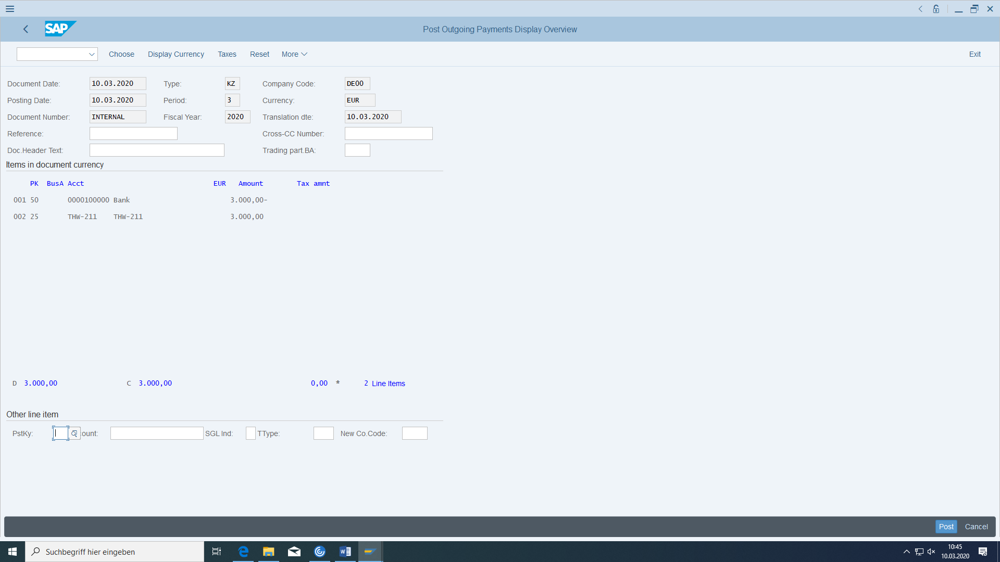 SAP Post Outgoing Payments Display Overview
Choose Display Currency Taxes Reset More Exit
Document Date: 10.03.2020 Type: KZ Company Code: DE00
Posting Date: 10.03.2020 Period: 3 Currency: EUR
Document Number: INTERNAL Fiscal Year: 2020 Translation dte: 10.03.2020
Reference: Cross-CC Number:
Doc.Header Text: Trading part.BA:
Items in document currency
PK BusA Acct EUR Amount Tax amnt
001 50 0000100000 Bank 3.000,00-
002 25 THW-211 THW-211 3.000,00
D 3.000,00 C 3.000,00 0,00 * 2 Line Items
Other line item
PstKy: ount: SGL Ind: TType: New Co.Code:
Post Cancel
Suchbegriff hier eingeben 10:45
10.03.2020